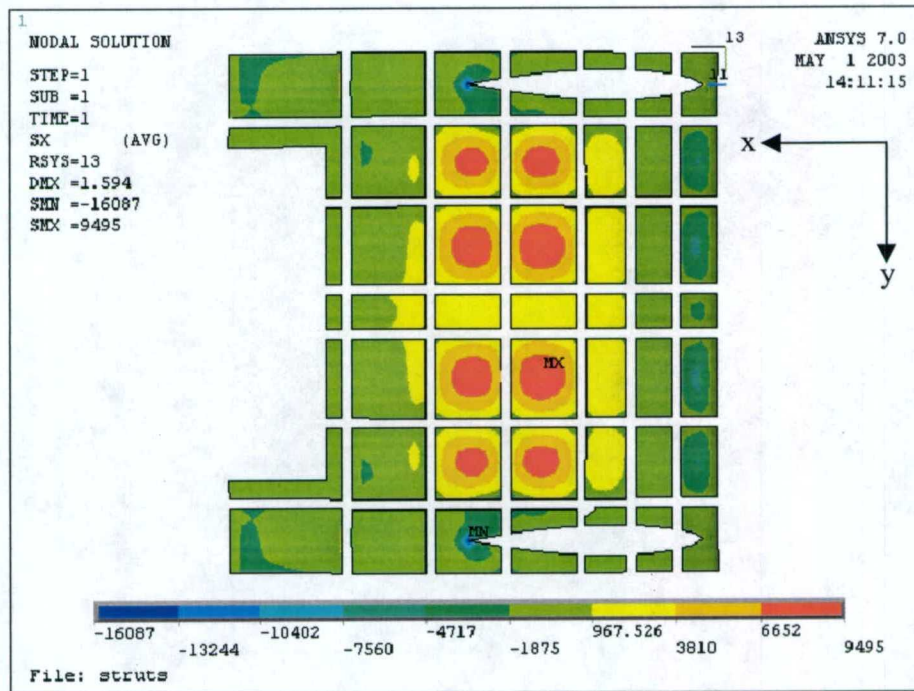 1
NODAL SOLUTION
STEP=1
SUB =1
TIME=1
SX (AVG)
RSYS=13
DMX =1.594
SMN =-16087
SMX =9495
13
11
ANSYS 7.0
MAY 1 2003
14:11:15
x
y
MX
MN
-16087 -10402 -4717 967.526 6652
-13244 -7560 -1875 3810 9495
File: struts